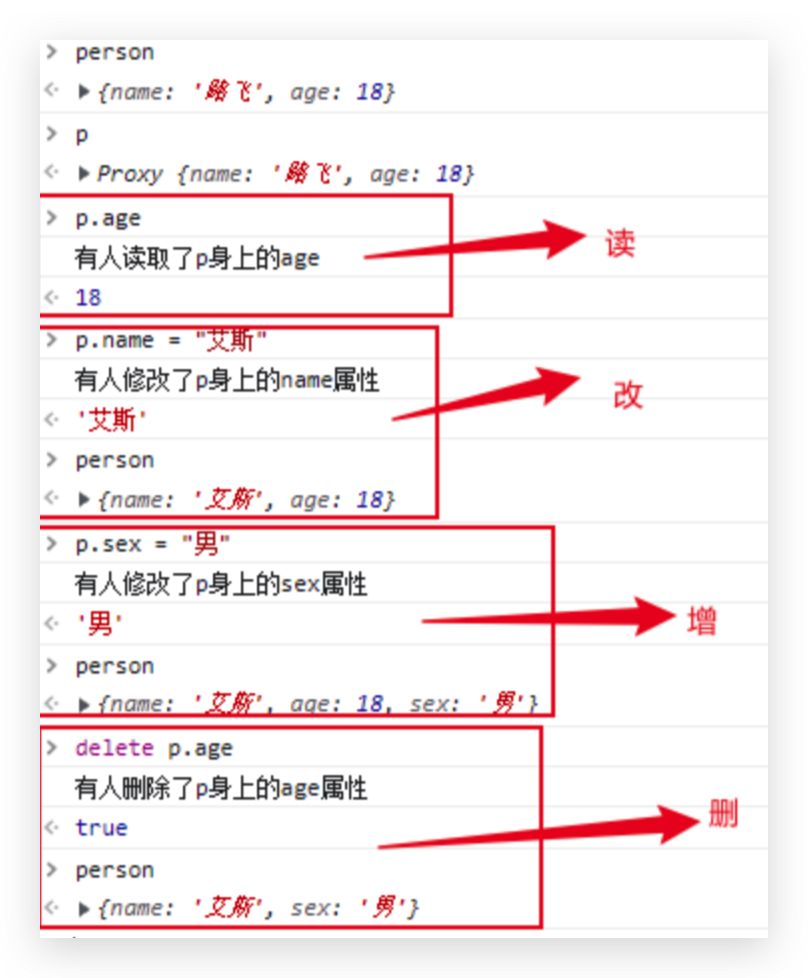 > person
{name: '路飞', age: 18}
> p
Proxy {name: '路飞', age: 18}
> p.age
有人读取了p身上的age
读
18
> p.name = "艾斯"
有人修改了p身上的name属性
改
'艾斯'
> person
{name: '艾斯', age: 18}
> p.sex = "男"
有人修改了p身上的sex属性
'男'
增
> person
{name: '艾斯', age: 18, sex: '男'}
> delete p.age
有人删除了p身上的age属性
删
true
> person
{name: '艾斯', sex: '男'}